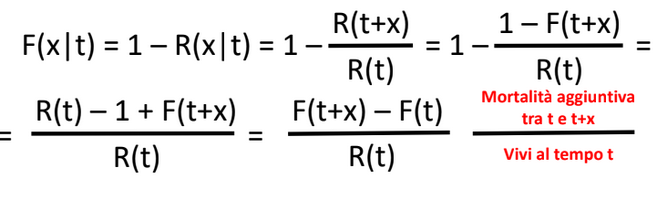 F(x|t) = 1 – R(x|t) = 1 – R(t+x) / R(t) = 1 – 1 – F(t+x) / R(t) =
= R(t) – 1 + F(t+x) / R(t) = F(t+x) – F(t) / R(t)
Mortalità aggiuntiva
tra t e t+x
Vivi al tempo t